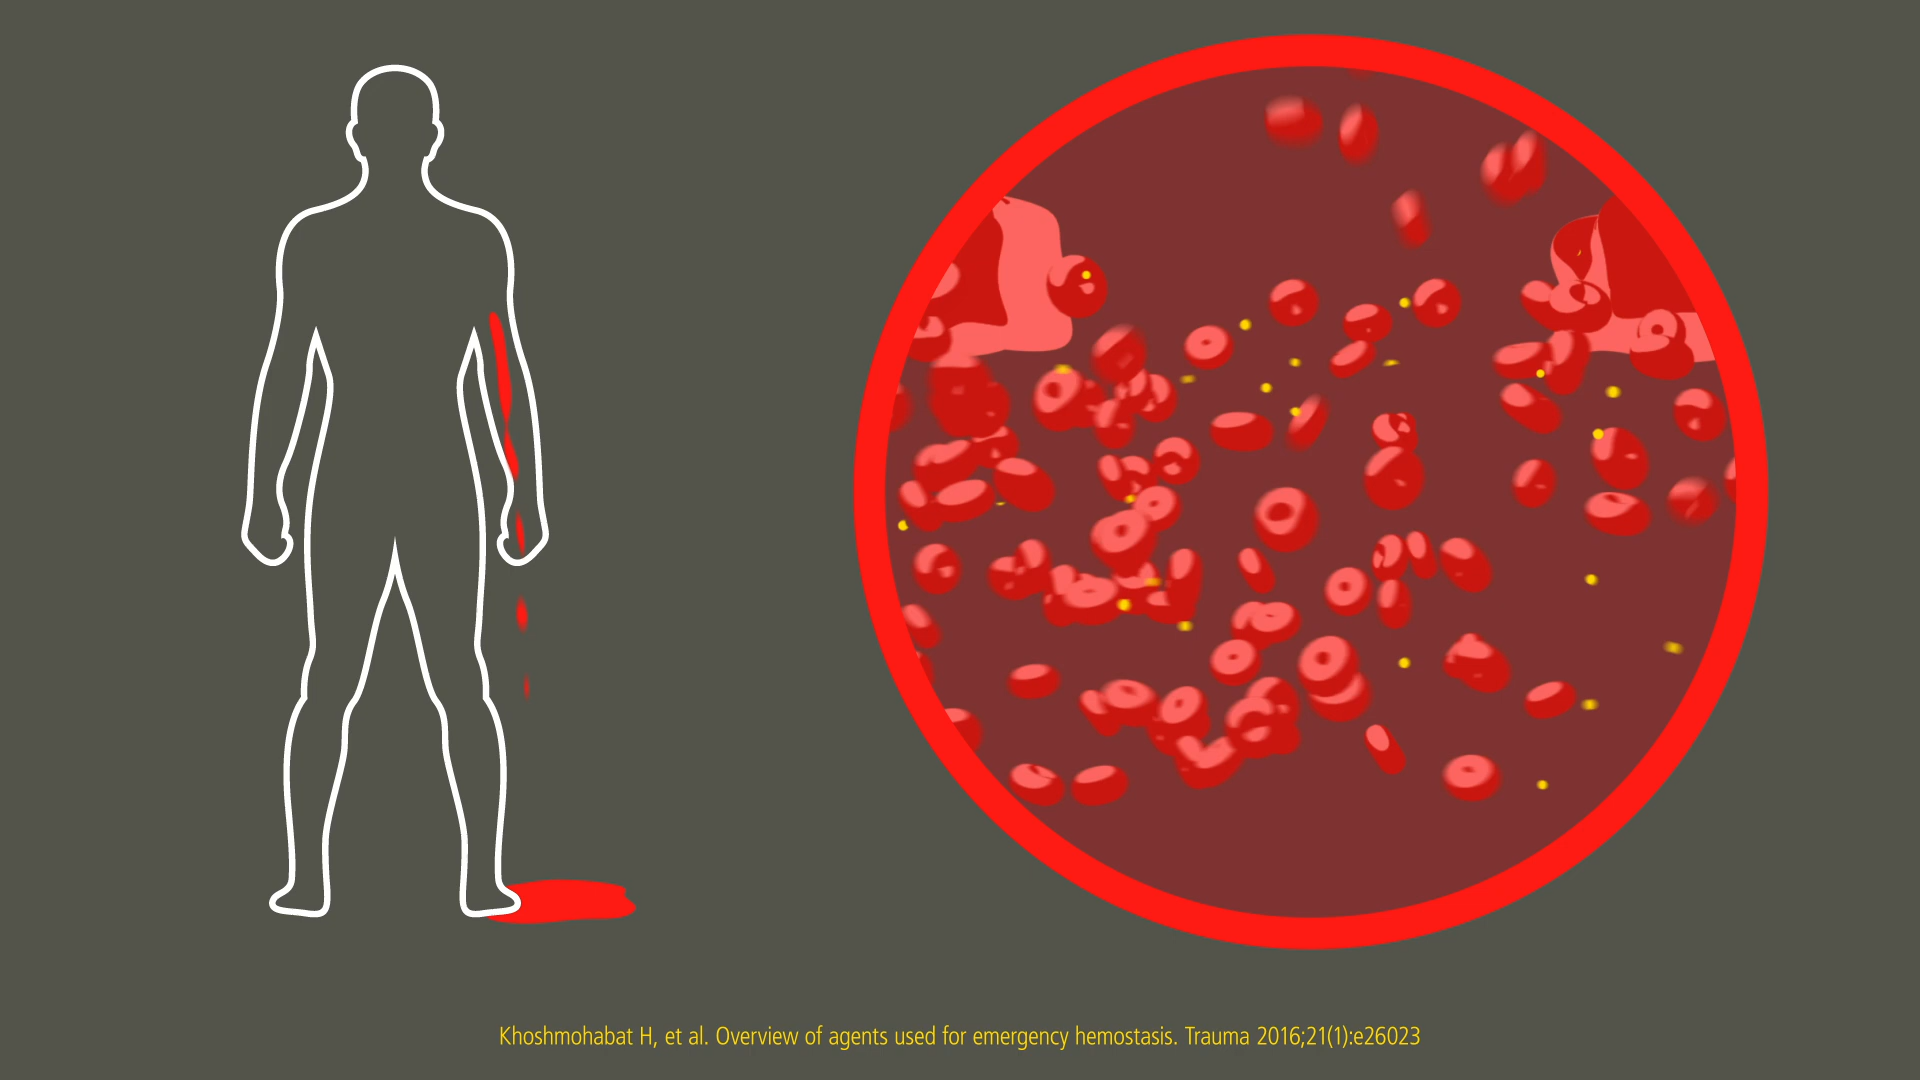 Khoshmohabat H, et al. Overview of agents used for emergency hemostasis. Trauma 2016;21(1):e26023